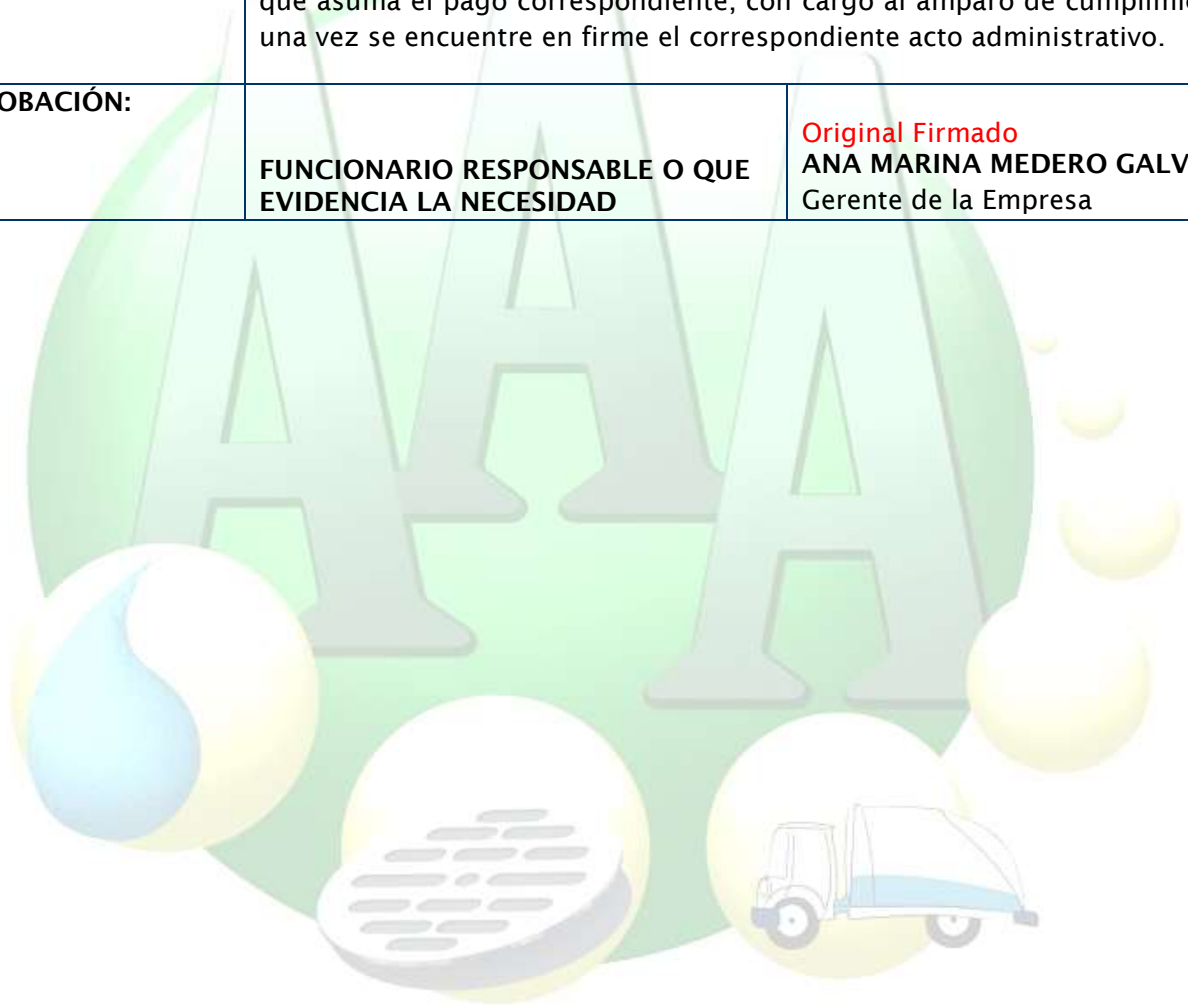 que asuma el pago correspondiente, con cargo al amparo de cumplimie
una vez se encuentre en firme el correspondiente acto administrativo.
OBACIÓN:
FUNCIONARIO RESPONSABLE O QUE
EVIDENCIA LA NECESIDAD
Original Firmado
ANA MARINA MEDERO GALV
Gerente de la Empresa
AAA